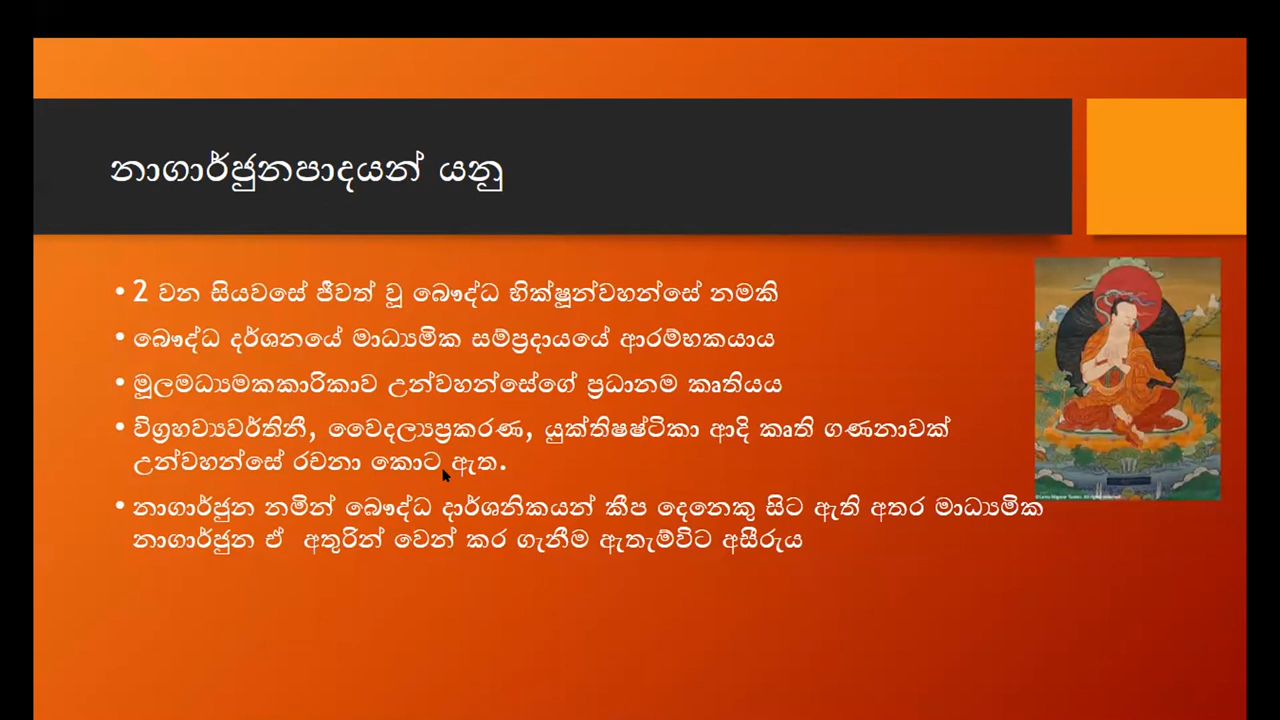 නාගාර්ජුනපාදයන් යනු
• 2 වන සියවසේ ජීවත් වූ බෞද්ධ භික්ෂූන්වහන්සේ නමකි
• බෞද්ධ දර්ශනයේ මාධ්‍යමික සම්ප්‍රදායයේ ආරම්භකයාය
• මූලමධ්‍යමකකාරිකාව උන්වහන්සේගේ ප්‍රධානම කෘතියය
• විග්‍රහව්‍යවර්තිනී, වෛදල්‍යප්‍රකරණ, යුක්තිෂෂ්ටිකා ආදි කෘති ගණනාවක්
උන්වහන්සේ රචනා කොට ඇත.
• නාගාර්ජුන නමින් බෞද්ධ දාර්ශනිකයන් කීප දෙනෙකු සිට ඇති අතර මාධ්‍යමික
නාගාර්ජුන ඒ අතුරින් වෙන් කර ගැනීම ඇතැම්විට අසීරුය